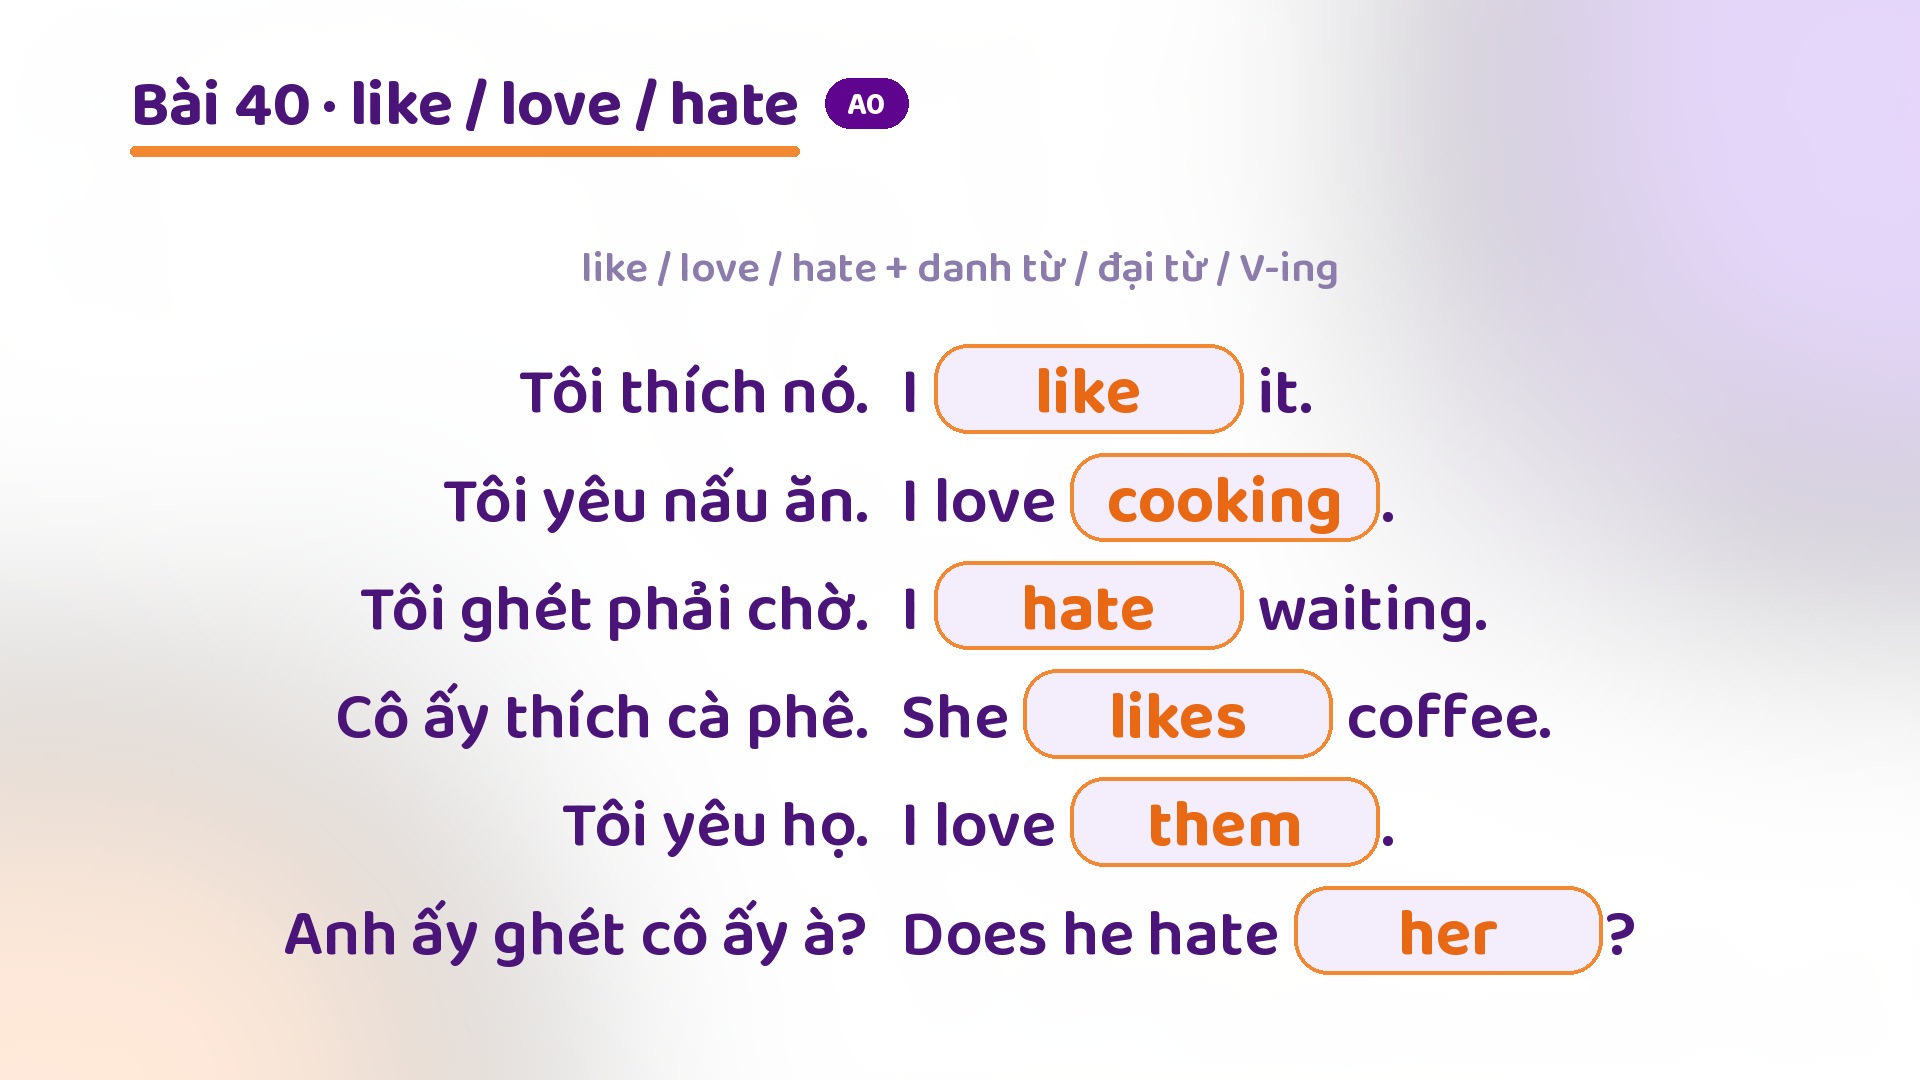 Bài 40 · like / love / hate A0
like / love / hate + danh từ / đại từ / V-ing
Tôi thích nó. I like it.
Tôi yêu nấu ăn. I love cooking.
Tôi ghét phải chờ. I hate waiting.
Cô ấy thích cà phê. She likes coffee.
Tôi yêu họ. I love them.
Anh ấy ghét cô ấy à? Does he hate her?